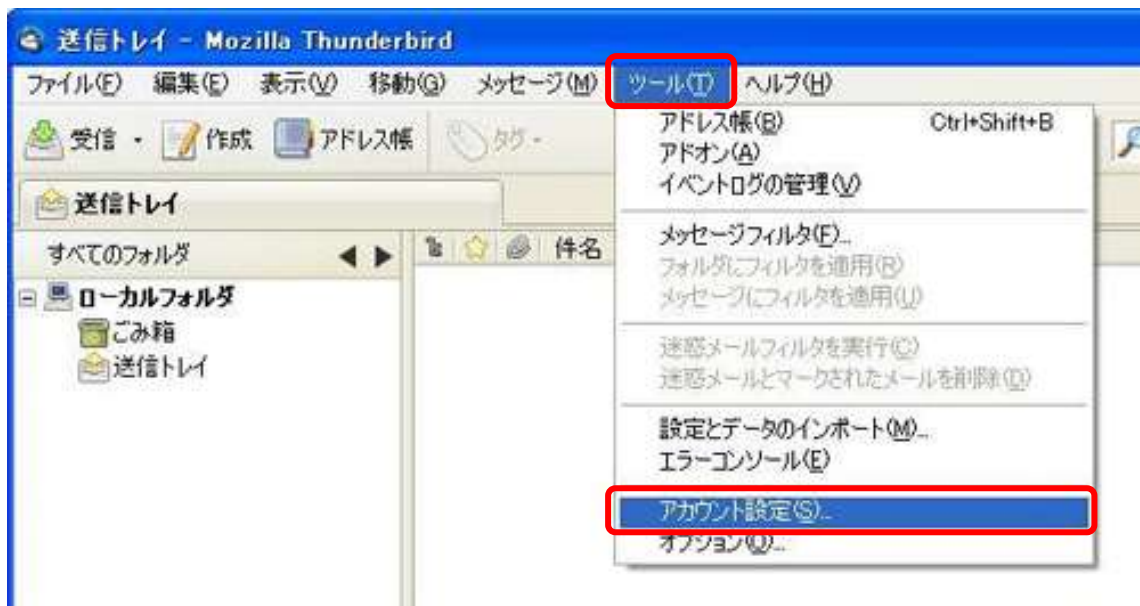 送信トレイ - Mozilla Thunderbird
ファイル(F) 編集(E) 表示(V) 移動(G) メッセージ(M) ツール(T) ヘルプ(H)
受信 作成 アドレス帳 タグ
送信トレイ
すべてのフォルダ
件名
ローカルフォルダ
ごみ箱
送信トレイ
アドレス帳(B) Ctrl+Shift+B
アドオン(A)
イベントログの管理(V)
メッセージフィルタ(F)...
フォルダにフィルタを適用(R)
メッセージにフィルタを適用(U)
迷惑メールフィルタを実行(C)
迷惑メールとマークされたメールを削除(D)
設定とデータのインポート(M)...
エラーコンソール(E)
アカウント設定(S)...
オプション(O)...